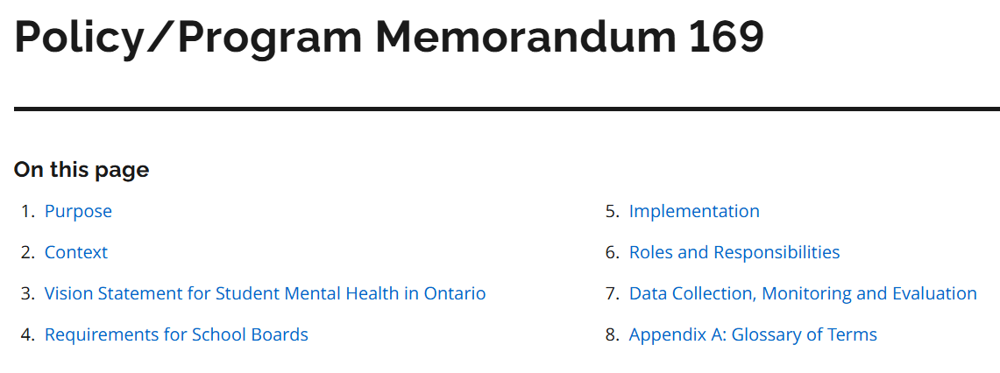 Policy/Program Memorandum 169
On this page
1. Purpose
2. Context
3. Vision Statement for Student Mental Health in Ontario
4. Requirements for School Boards
5. Implementation
6. Roles and Responsibilities
7. Data Collection, Monitoring and Evaluation
8. Appendix A: Glossary of Terms